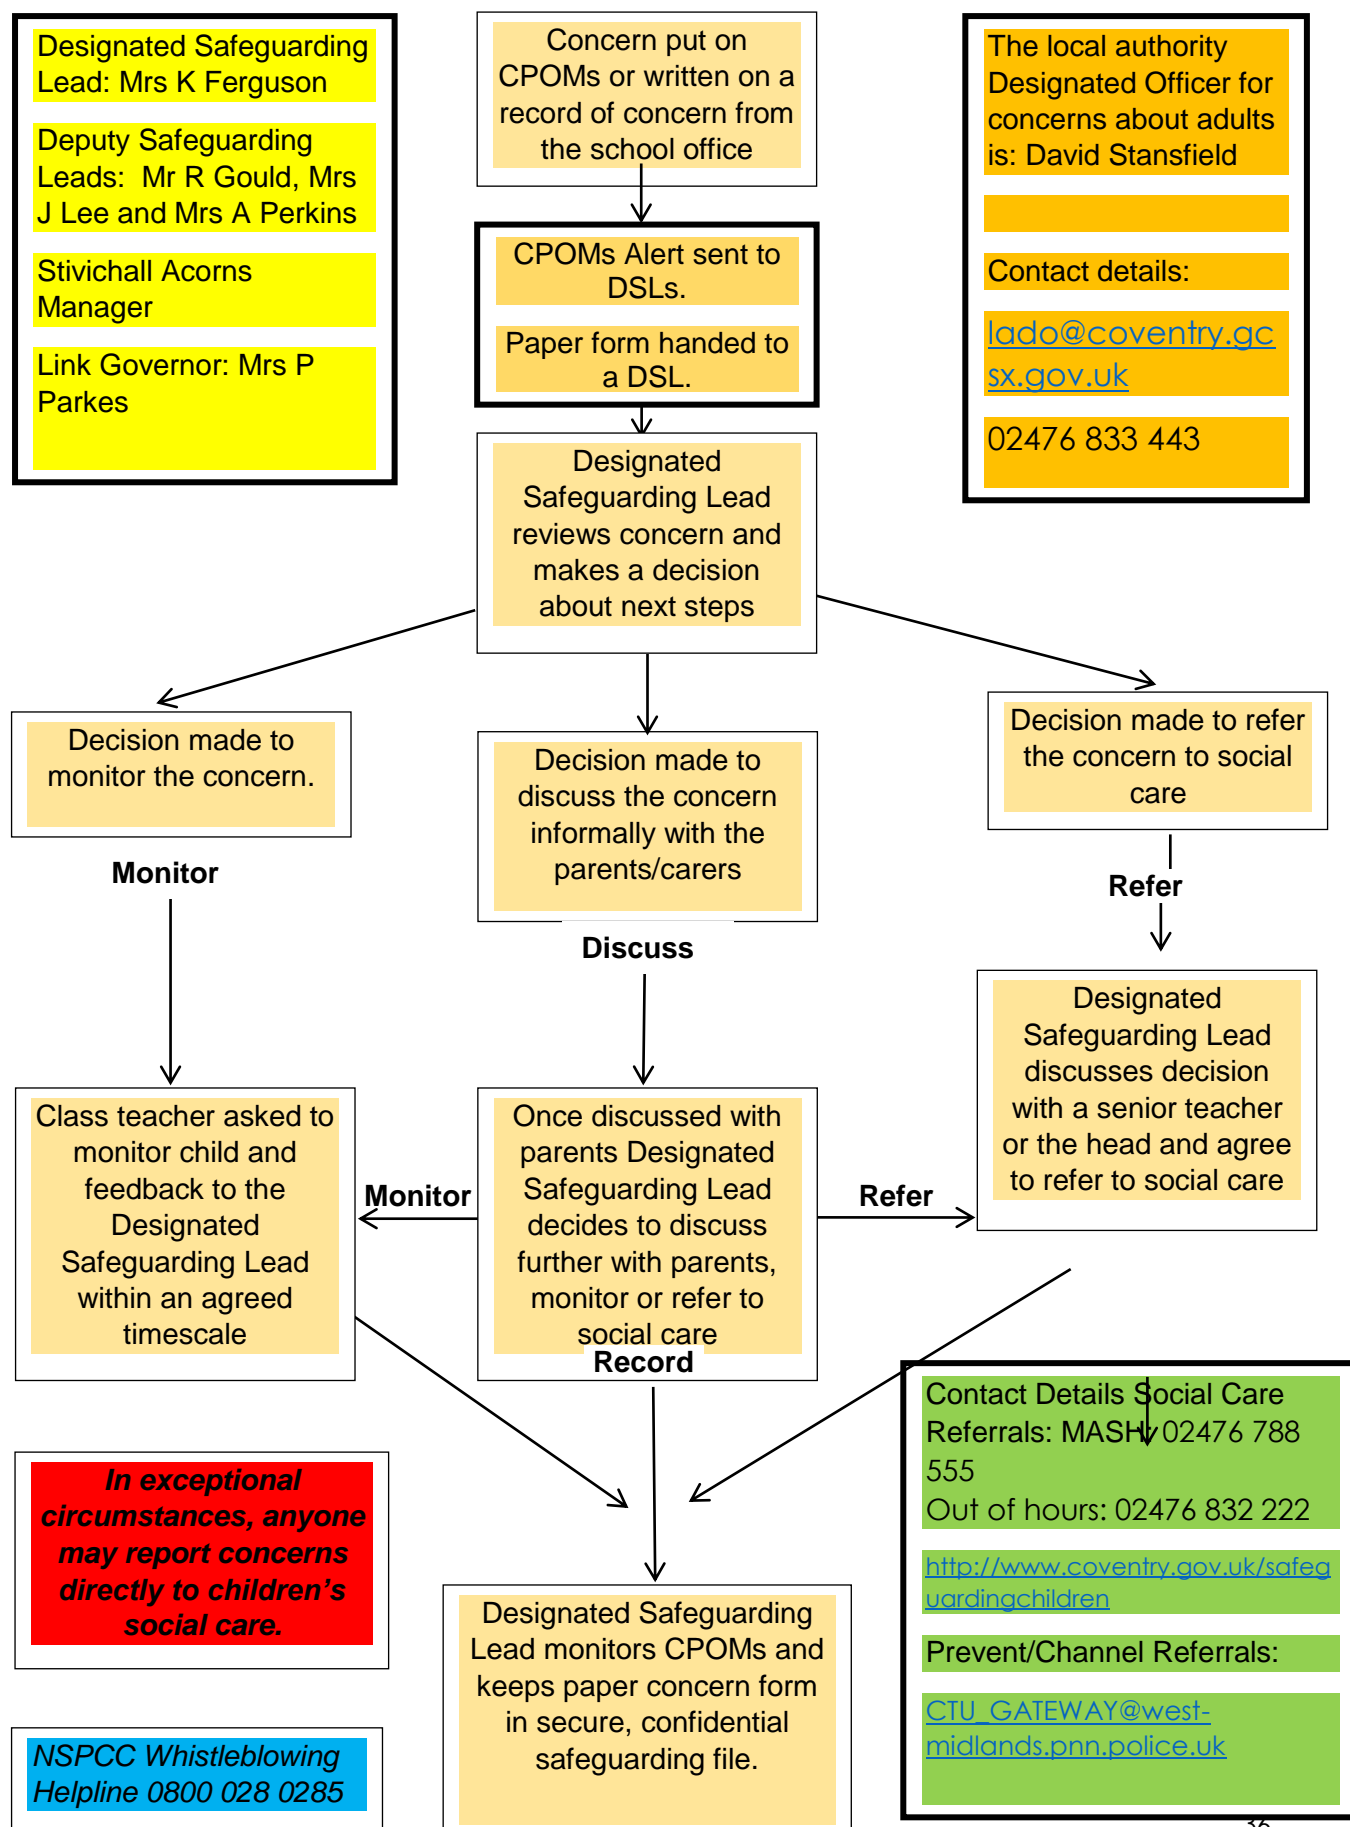 Designated Safeguarding
Lead: Mrs K Ferguson
Deputy Safeguarding
Leads:  Mr R Gould, Mrs
J Lee and Mrs A Perkins
Stivichall Acorns
Manager
Link Governor: Mrs P
Parkes
Concern put on
CPOMs or written on a
record of concern from
the school office
The local authority
Designated Officer for
concerns about adults
is: David Stansfield
Contact details:
lado@coventry.gc
sx.gov.uk
02476 833 443
CPOMs Alert sent to
DSLs.
Paper form handed to
a DSL.
Designated
Safeguarding Lead
reviews concern and
makes a decision
about next steps
Decision made to
monitor the concern.
Decision made to
discuss the concern
informally with the
parents/carers
Decision made to refer
the concern to social
care
Monitor
Discuss
Refer
Class teacher asked to
monitor child and
feedback to the
Designated
Safeguarding Lead
within an agreed
timescale
Monitor
Once discussed with
parents Designated
Safeguarding Lead
decides to discuss
further with parents,
monitor or refer to
social care
Record
Refer
Designated
Safeguarding Lead
discusses decision
with a senior teacher
or the head and agree
to refer to social care
In exceptional
circumstances, anyone
may report concerns
directly to children’s
social care.
NSPCC Whistleblowing
Helpline 0800 028 0285
Designated Safeguarding
Lead monitors CPOMs and
keeps paper concern form
in secure, confidential
safeguarding file.
Contact Details Social Care
Referrals: MASH: 02476 788
555
Out of hours: 02476 832 222
http://www.coventry.gov.uk/safeg
uardingchildren
Prevent/Channel Referrals:
CTU_GATEWAY@west-
midlands.pnn.police.uk
36